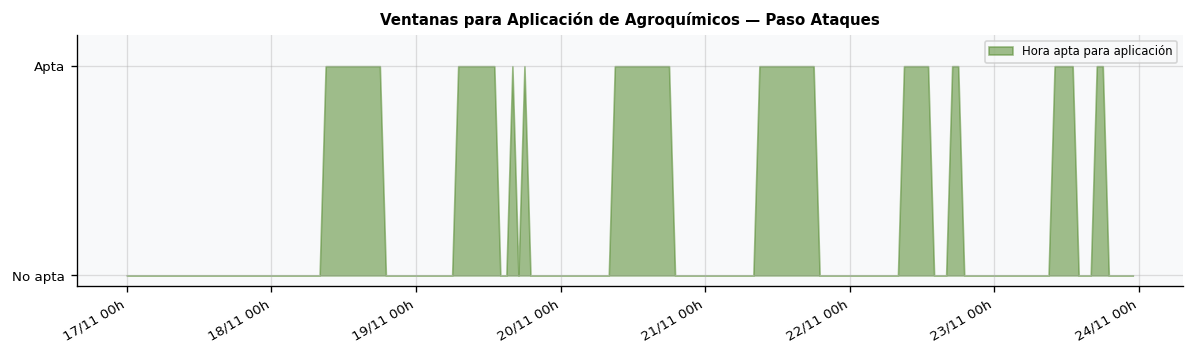 Ventanas para Aplicación de Agroquímicos — Paso Ataques
Hora apta para aplicación
Apta
No apta
17/11 00h
18/11 00h
19/11 00h
20/11 00h
21/11 00h
22/11 00h
23/11 00h
24/11 00h